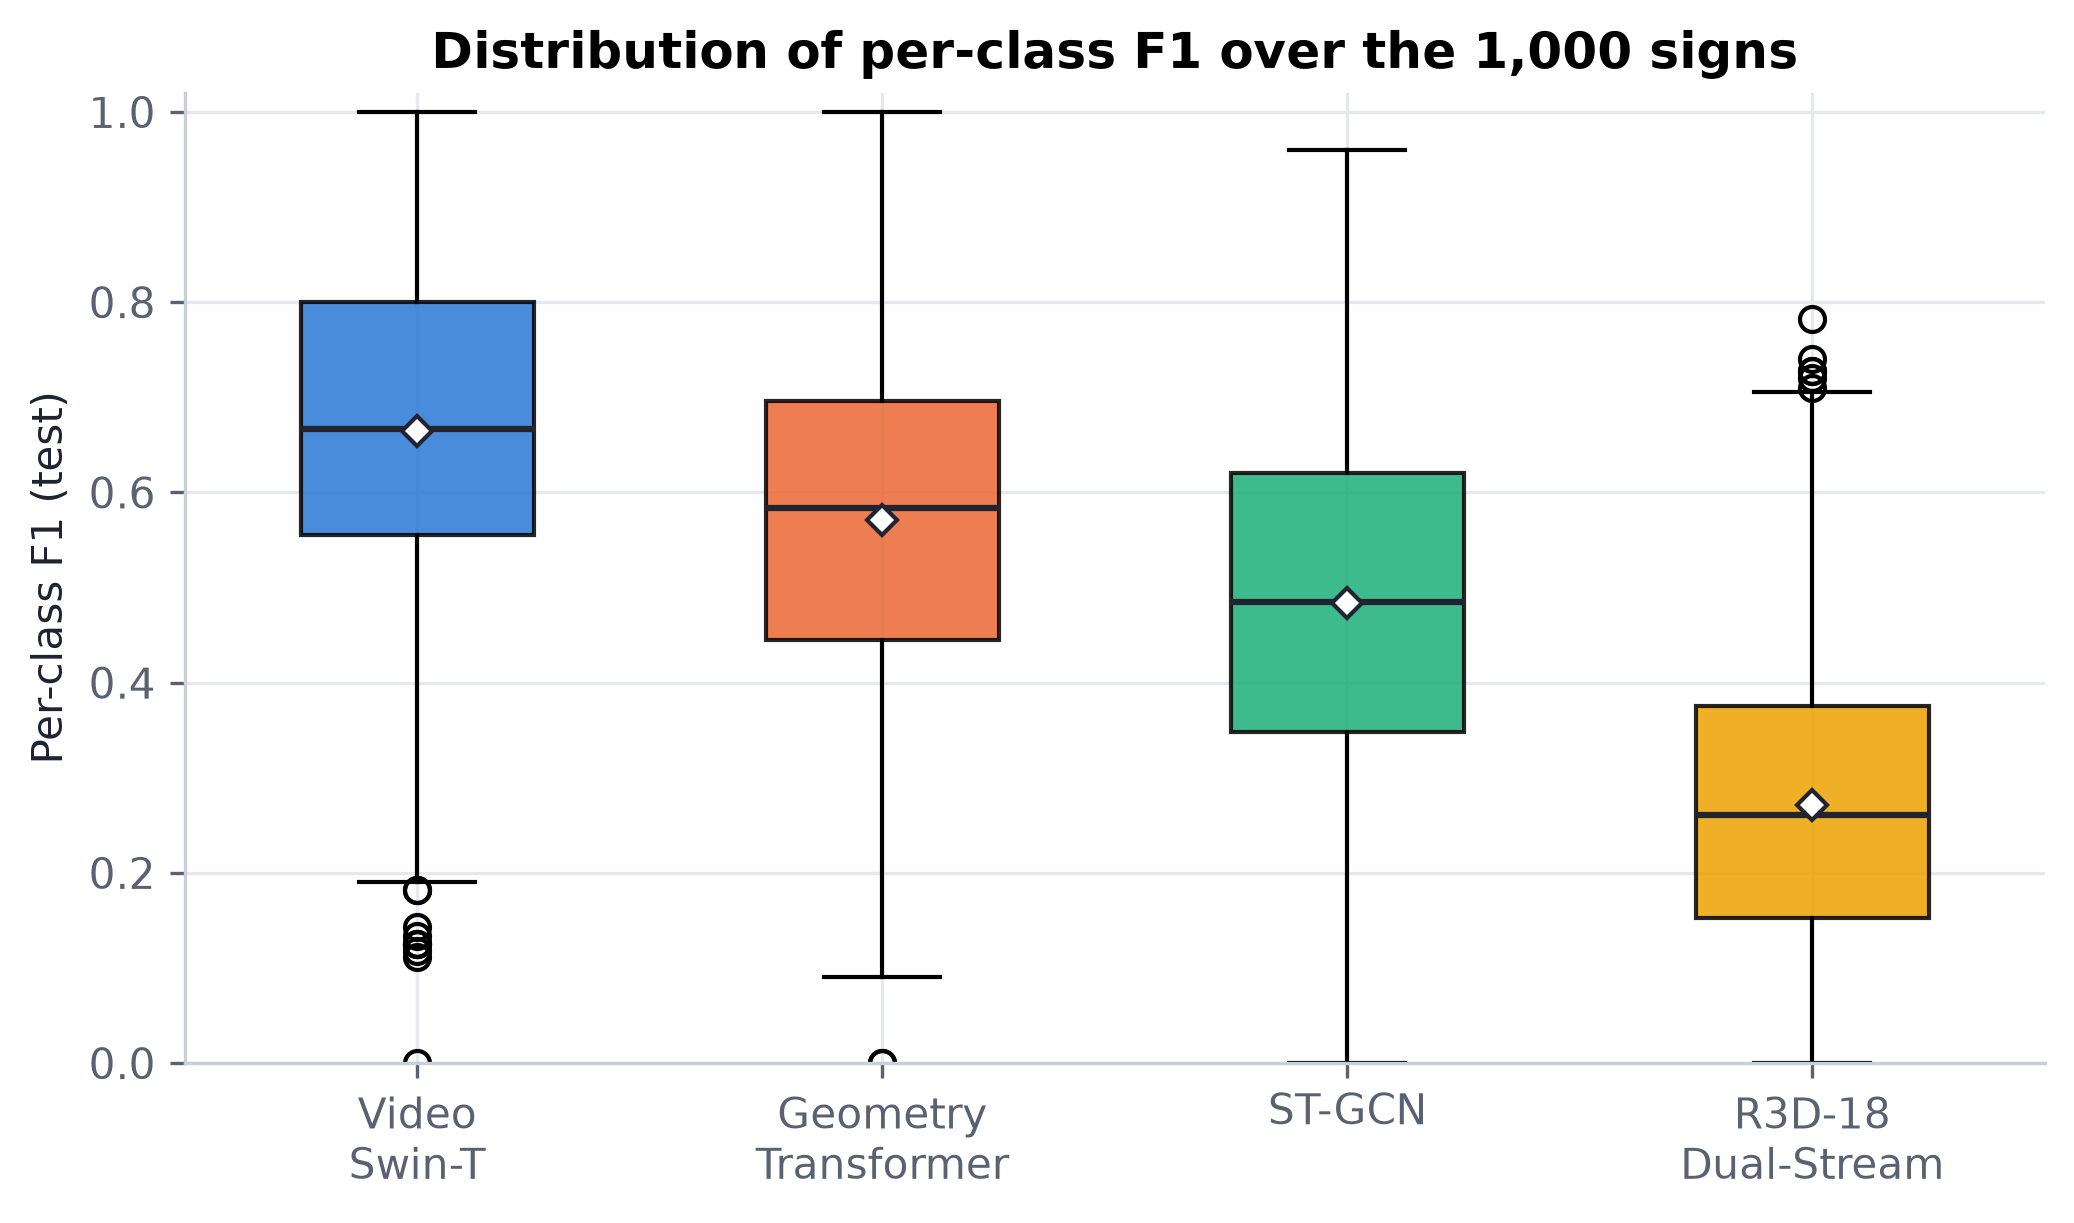 Distribution of per-class F1 over the 1,000 signs
Per-class F1 (test)
1.0
0.8
0.6
0.4
0.2
0.0
Video
Swin-T
Geometry
Transformer
ST-GCN
R3D-18
Dual-Stream